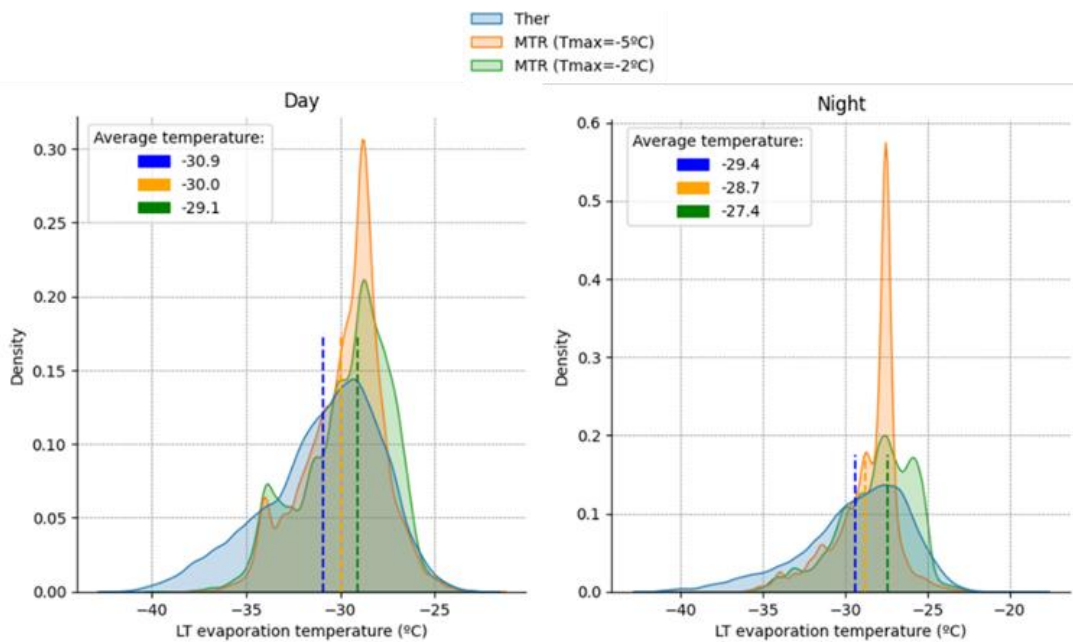 Ther
MTR (Tmax=-5ºC)
MTR (Tmax=-2ºC)
Day
Average temperature:
-30.9
-30.0
-29.1
0.30
0.25
0.20
0.15
0.10
0.05
0.00
Density
−40
−35
−30
−25
LT evaporation temperature (ºC)
Night
Average temperature:
-29.4
-28.7
-27.4
0.6
0.5
0.4
0.3
0.2
0.1
0.0
Density
−40
−35
−30
−25
−20
LT evaporation temperature (ºC)